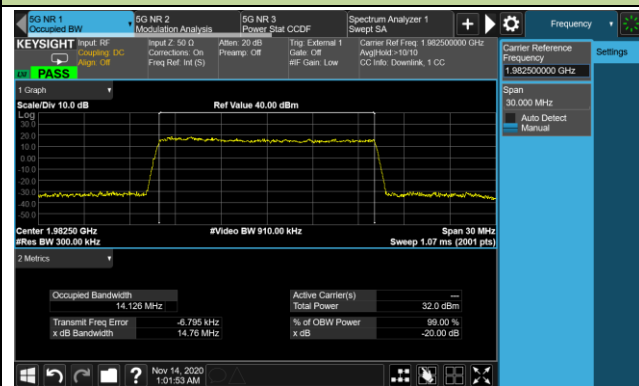 5G NR 1
Occupied BW
5G NR 2
Modulation Analysis
5G NR 3
Power Stat CCDF
Spectrum Analyzer 1
Swept SA
Frequency
KEYSIGHT
Input: RF
Coupling: DC
Align: Off
Input Z: 50 Ω
Corrections: On
Freq Ref: Int (S)
Atten: 20 dB
Preamp: Off
Trig: External 1
Gate: Off
#IF Gain: Low
Carrier Ref Freq: 1.982500000 GHz
Avg|Hold:>10/10
CC Info: Downlink, 1 CC
PASS
Carrier Reference
Frequency
1.982500000 GHz
Settings
Span
30.000 MHz
Auto Detect
Manual
1 Graph
Scale/Div 10.0 dB
Ref Value 40.00 dBm
Log
30.0
20.0
10.0
0.00
-10.0
-20.0
-30.0
-40.0
-50.0
Center 1.98250 GHz
#Video BW 910.00 kHz
Span 30 MHz
#Res BW 300.00 kHz
Sweep 1.07 ms (2001 pts)
2 Metrics
Occupied Bandwidth
14.126 MHz
Active Carrier(s)
---
Total Power
32.0 dBm
Transmit Freq Error
-6.795 kHz
% of OBW Power
99.00 %
x dB Bandwidth
14.76 MHz
x dB
-20.00 dB
Nov 14, 2020
1:01:53 AM